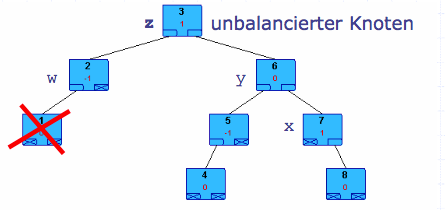 z 3 unbalancierter Knoten
1
w 2 y 6
-1 0
1 5 x 7
-1 1
4 8
0 0